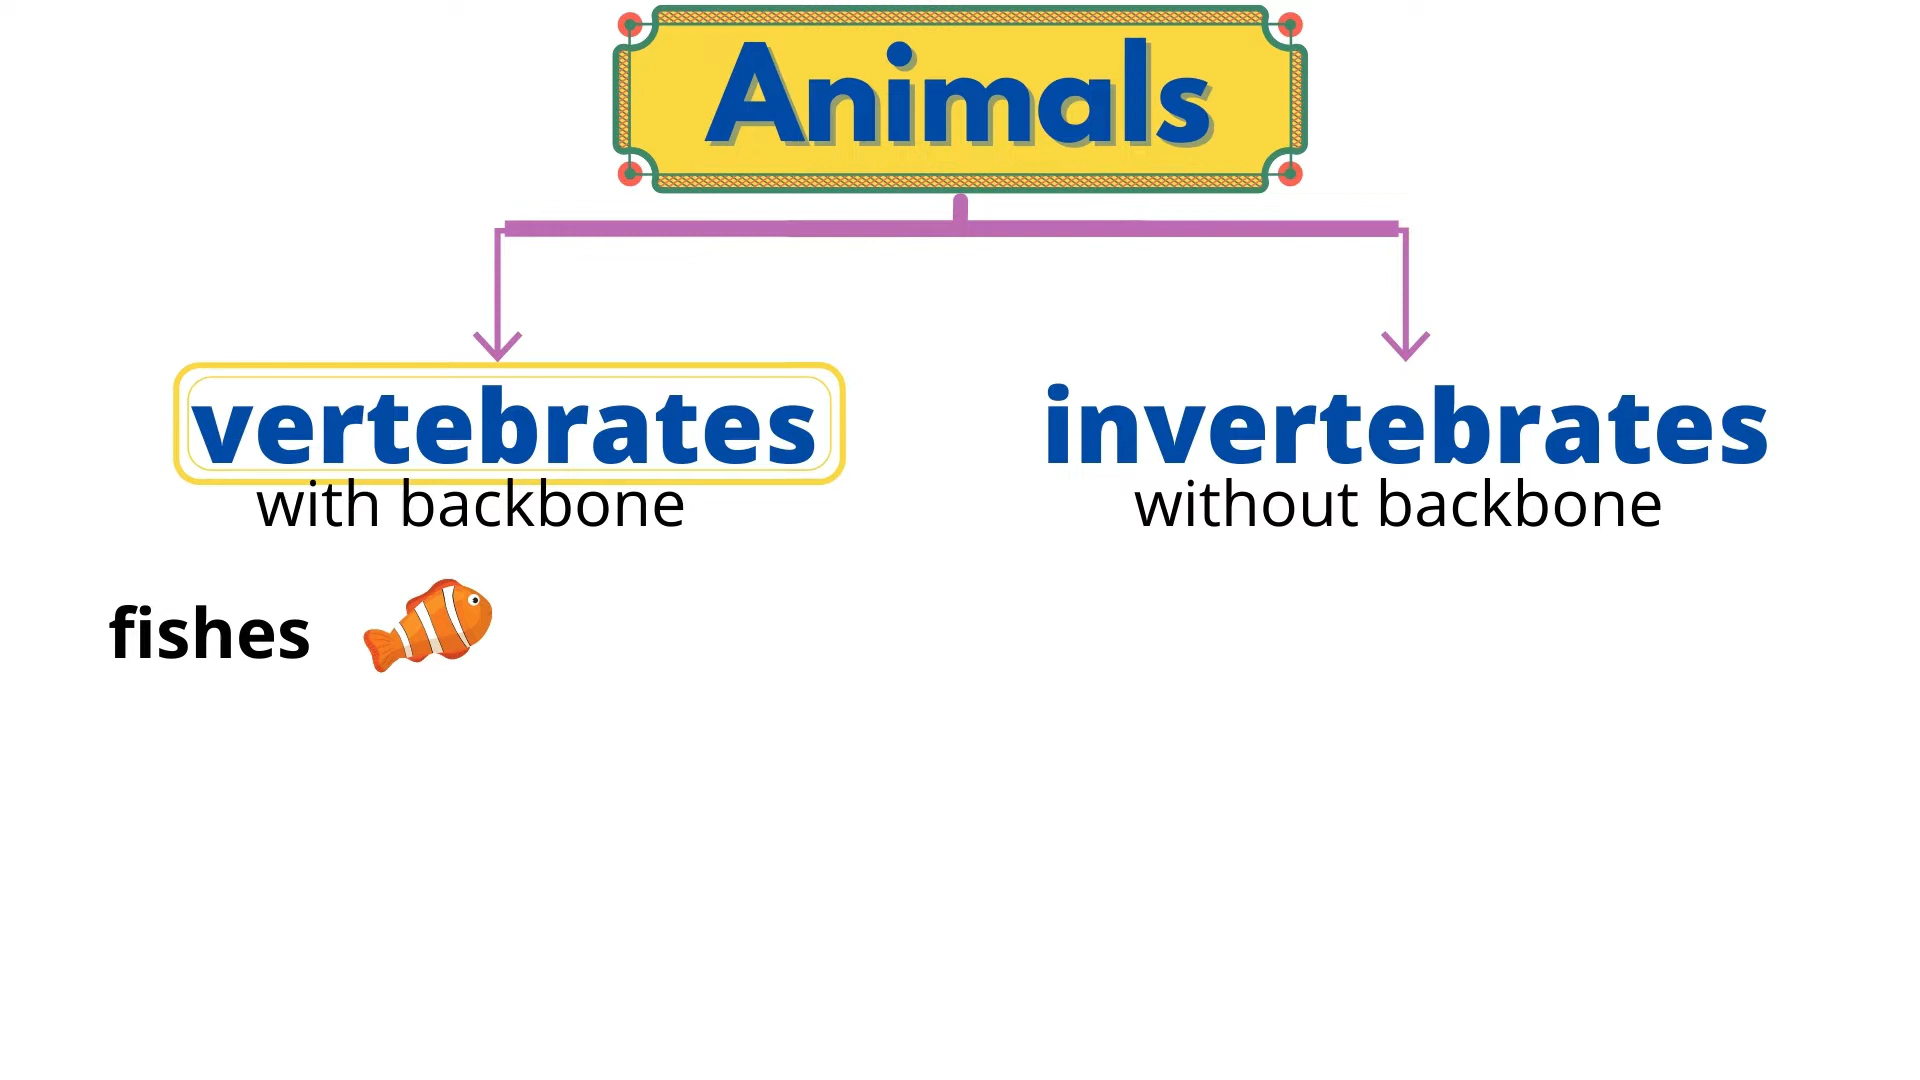 Animals
vertebrates
with backbone
invertebrates
without backbone
fishes